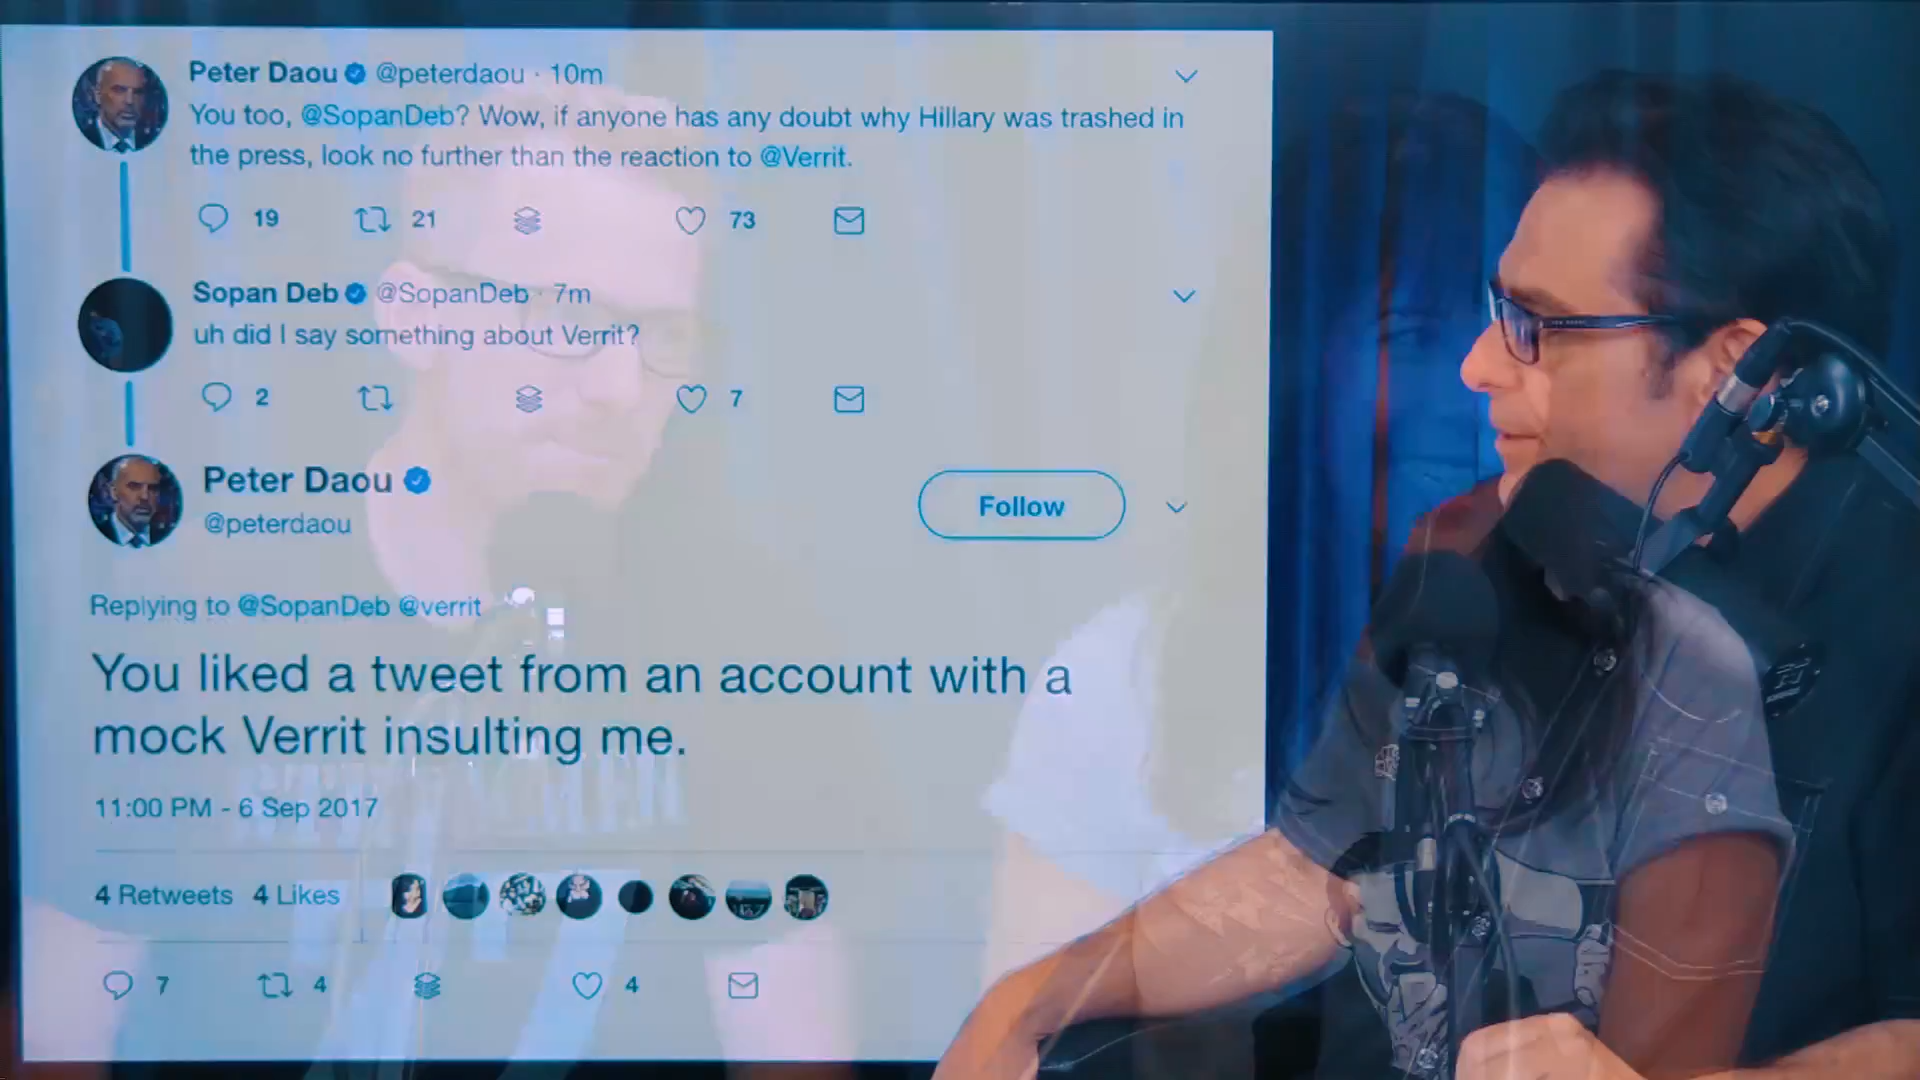 Peter Daou @peterdaou · 10m
You too, @SopanDeb? Wow, if anyone has any doubt why Hillary was trashed in
the press, look no further than the reaction to @Verrit.
19 21 73
Sopan Deb @SopanDeb · 7m
uh did I say something about Verrit?
2 7
Peter Daou
@peterdaou
Follow
Replying to @SopanDeb @verrit
You liked a tweet from an account with a
mock Verrit insulting me.
11:00 PM - 6 Sep 2017
4 Retweets 4 Likes
7 4 4